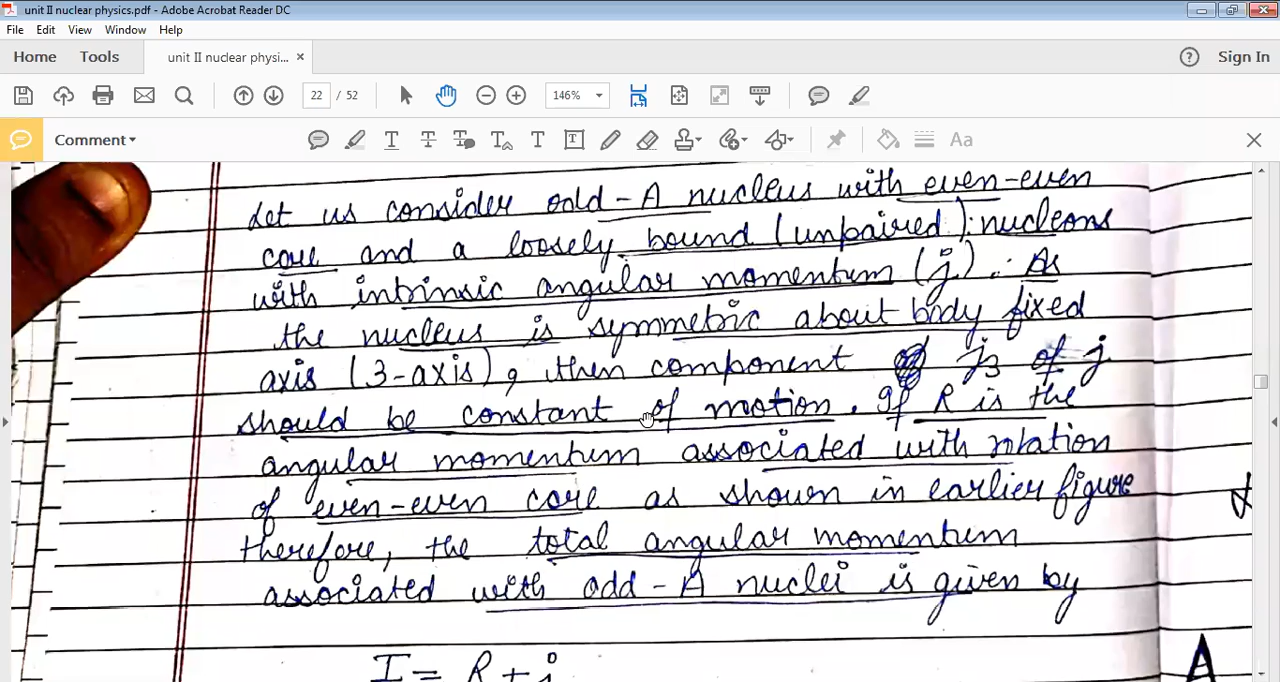 unit II nuclear physics.pdf - Adobe Acrobat Reader DC
File Edit View Window Help
Home Tools unit II nuclear physi... × Sign In
22 / 52 146%
Comment
Let us consider odd-A nucleus with even-even
core and a loosely bound (unpaired) nucleons
with intrinsic angular momentum (j). As
the nucleus is symmetric about body fixed
axis (3-axis), then component j3 of j
should be constant of motion. If R is the
angular momentum associated with rotation
of even-even core as shown in earlier figure
therefore, the total angular momentum
associated with odd-A nuclei is given by
I = R + j
A